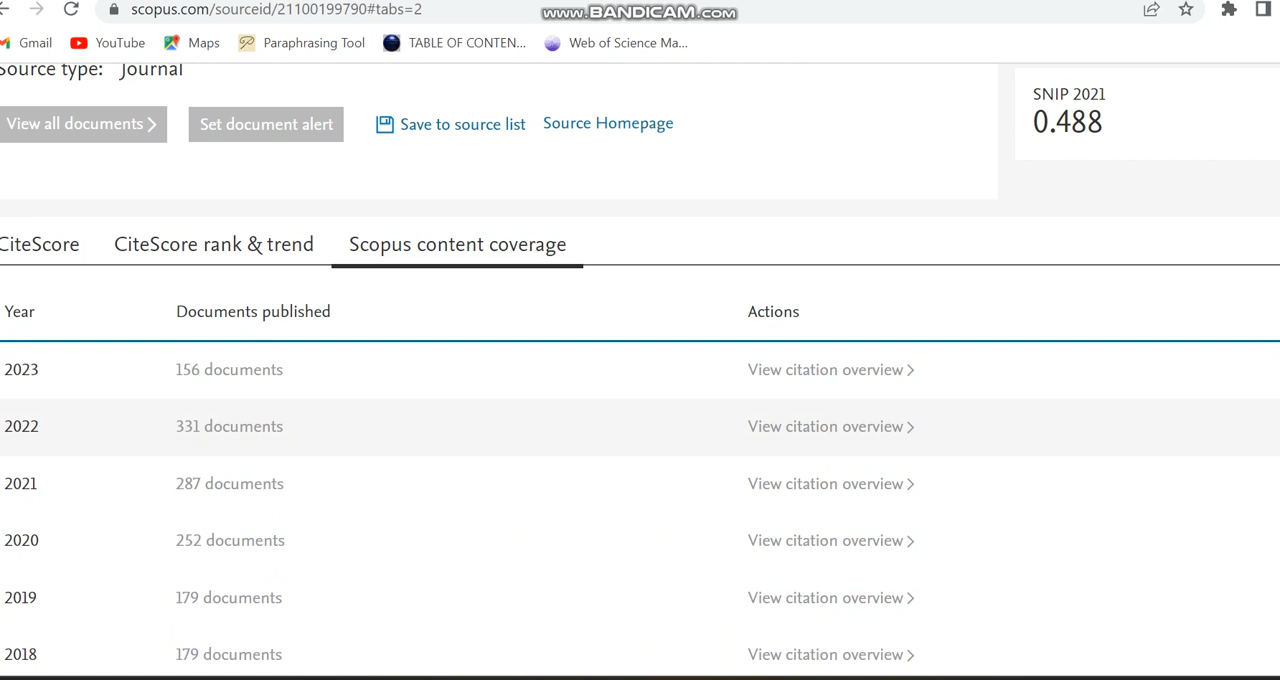 scopus.com/sourceid/21100199790#tabs=2
www.BANDICAM.com
Gmail YouTube Maps Paraphrasing Tool TABLE OF CONTEN... Web of Science Ma...
Source type: Journal
SNIP 2021
0.488
View all documents Set document alert Save to source list Source Homepage
CiteScore CiteScore rank & trend Scopus content coverage
Year Documents published Actions
2023 156 documents View citation overview
2022 331 documents View citation overview
2021 287 documents View citation overview
2020 252 documents View citation overview
2019 179 documents View citation overview
2018 179 documents View citation overview